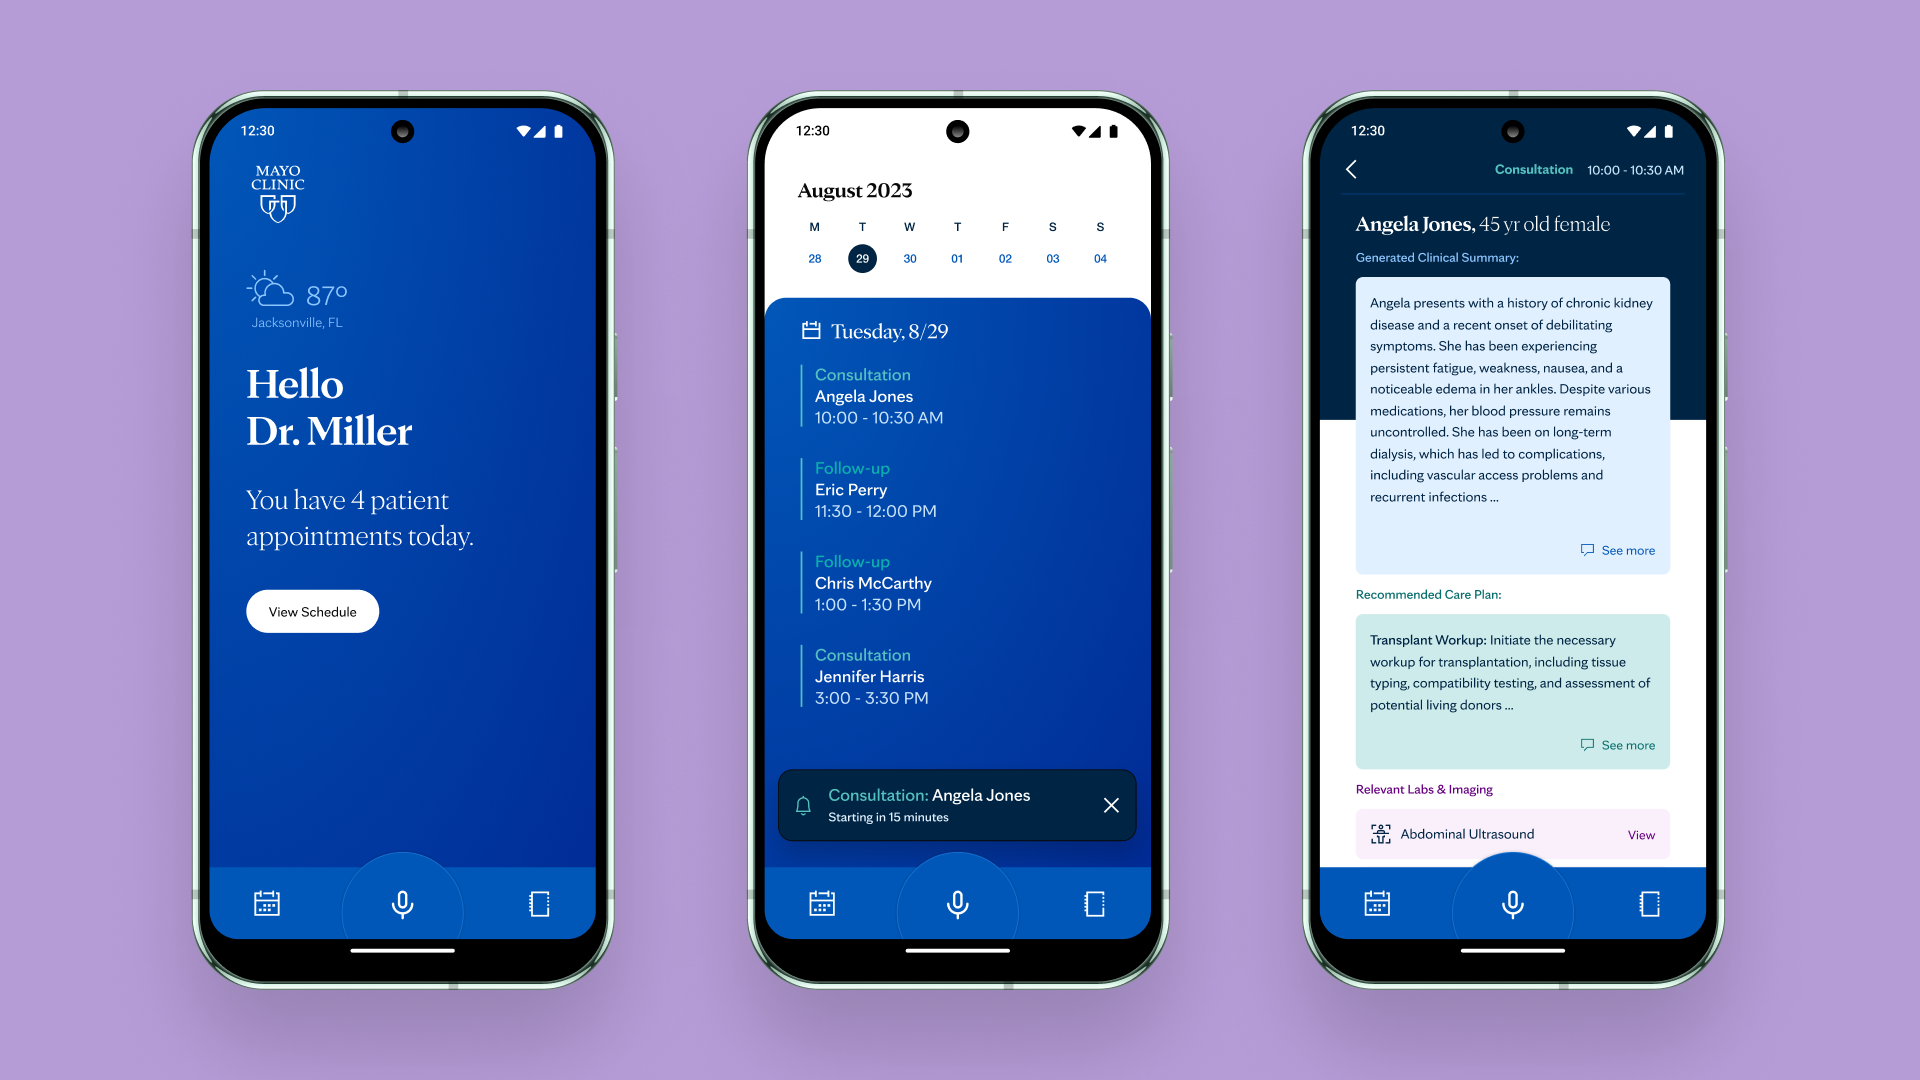 12:30
MAYO
CLINIC
87°
Jacksonville, FL
Hello
Dr. Miller
You have 4 patient
appointments today.
View Schedule
12:30
August 2023
M T W T F S S
28 29 30 01 02 03 04
Tuesday, 8/29
Consultation
Angela Jones
10:00 - 10:30 AM
Follow-up
Eric Perry
11:30 - 12:00 PM
Follow-up
Chris McCarthy
1:00 - 1:30 PM
Consultation
Jennifer Harris
3:00 - 3:30 PM
Consultation: Angela Jones
Starting in 15 minutes
12:30
Consultation 10:00 - 10:30 AM
Angela Jones, 45 yr old female
Generated Clinical Summary:
Angela presents with a history of chronic kidney
disease and a recent onset of debilitating
symptoms. She has been experiencing
persistent fatigue, weakness, nausea, and a
noticeable edema in her ankles. Despite various
medications, her blood pressure remains
uncontrolled. She has been on long-term
dialysis, which has led to complications,
including vascular access problems and
recurrent infections ...
See more
Recommended Care Plan:
Transplant Workup: Initiate the necessary
workup for transplantation, including tissue
typing, compatibility testing, and assessment of
potential living donors ...
See more
Relevant Labs & Imaging
Abdominal Ultrasound View